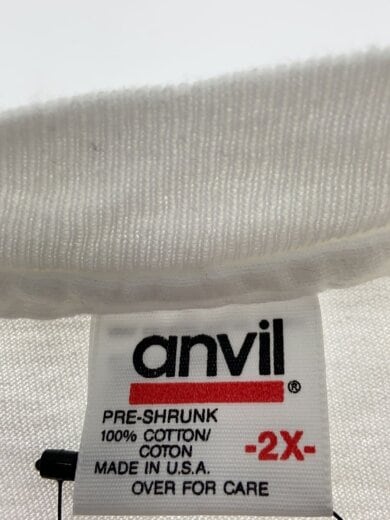 anvil
®
PRE-SHRUNK
100% COTTON/
COTON
-2X-
MADE IN U.S.A.
OVER FOR CARE